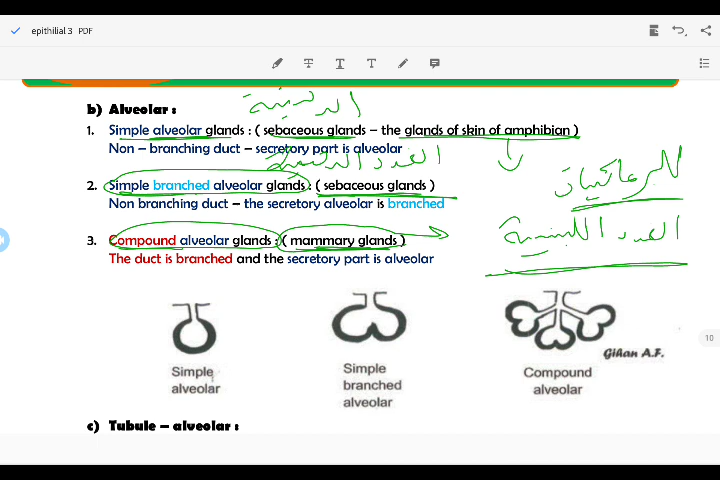 epithilial 3 PDF
الدهنية
b) Alveolar :
1. Simple alveolar glands : ( sebaceous glands – the glands of skin of amphibian )
Non – branching duct – secretory part is alveolar
الغدد الدهنية
للبرمائيات
2. Simple branched alveolar glands : ( sebaceous glands )
Non branching duct – the secretory alveolar is branched
الغدد اللبنية
3. Compound alveolar glands : ( mammary glands )
The duct is branched and the secretory part is alveolar
10
Gihan A.F.
Simple
alveolar
Simple
branched
alveolar
Compound
alveolar
c) Tubule – alveolar :